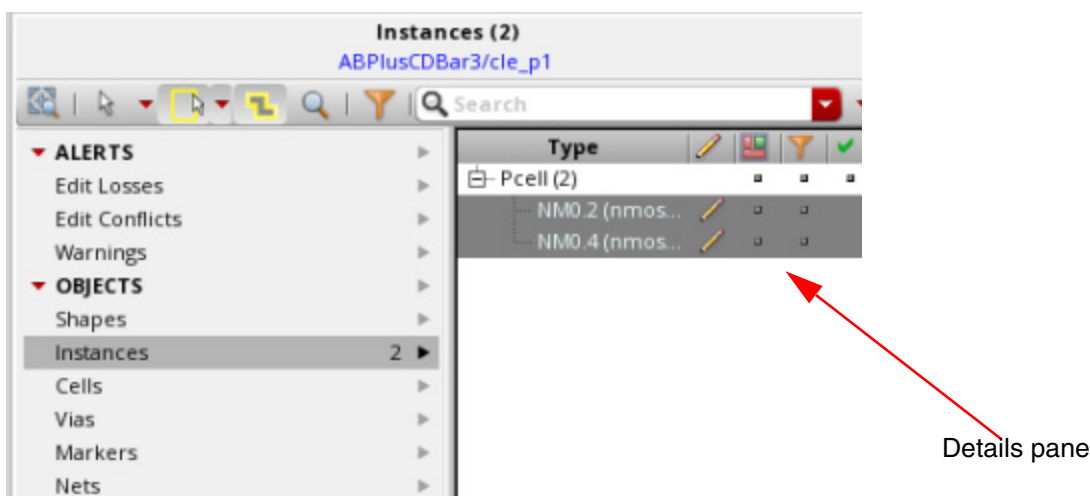 Instances (2)
ABPlusCDBar3/cle_p1
Search
ALERTS
Edit Losses
Edit Conflicts
Warnings
OBJECTS
Shapes
Instances 2
Cells
Vias
Markers
Nets
Type
Pcell (2)
NM0.2 (nmos...
NM0.4 (nmos...
Details pane